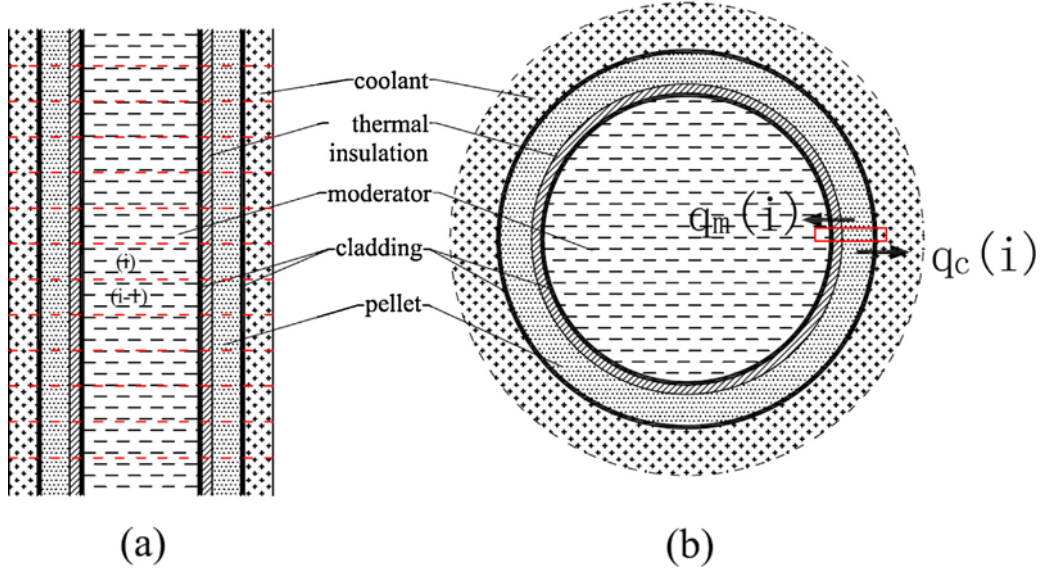 coolant
thermal
insulation
moderator
cladding
pellet
(i)
(i-1)
qm(i)
qc(i)
(a)
(b)